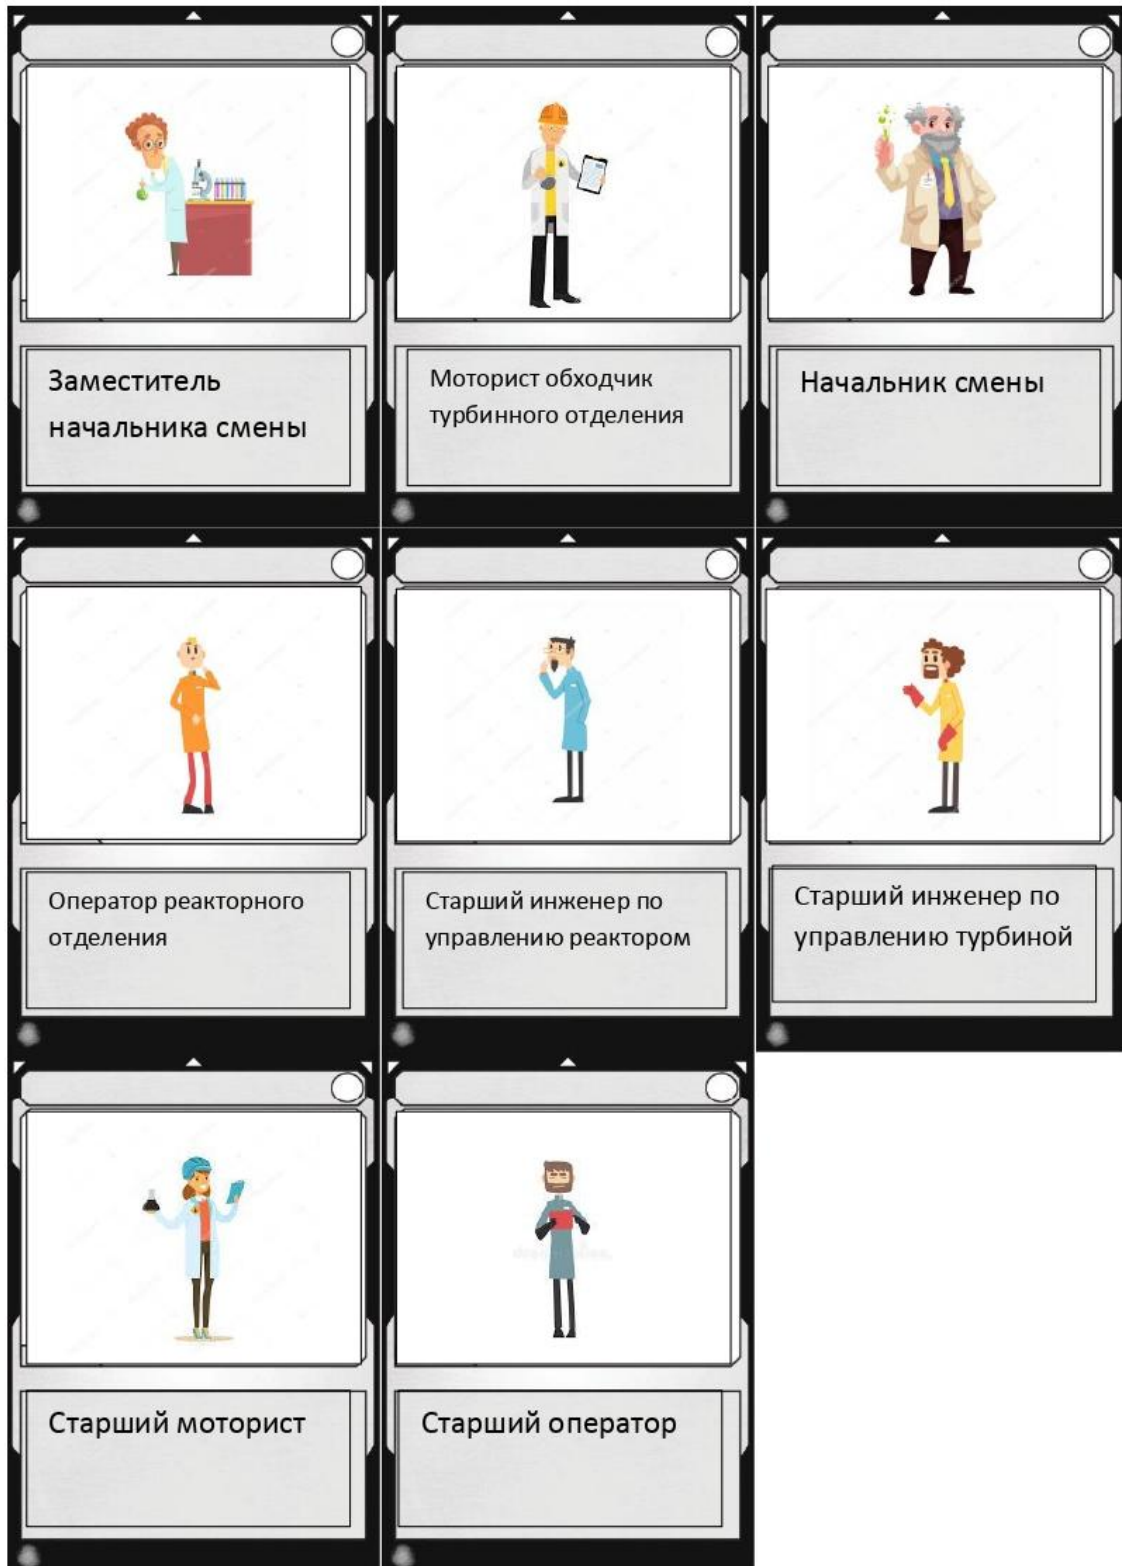 Заместитель
начальника смены
Моторист обходчик
турбинного отделения
Начальник смены
Оператор реакторного
отделения
Старший инженер по
управлению реактором
Старший инженер по
управлению турбиной
Старший моторист
Старший оператор